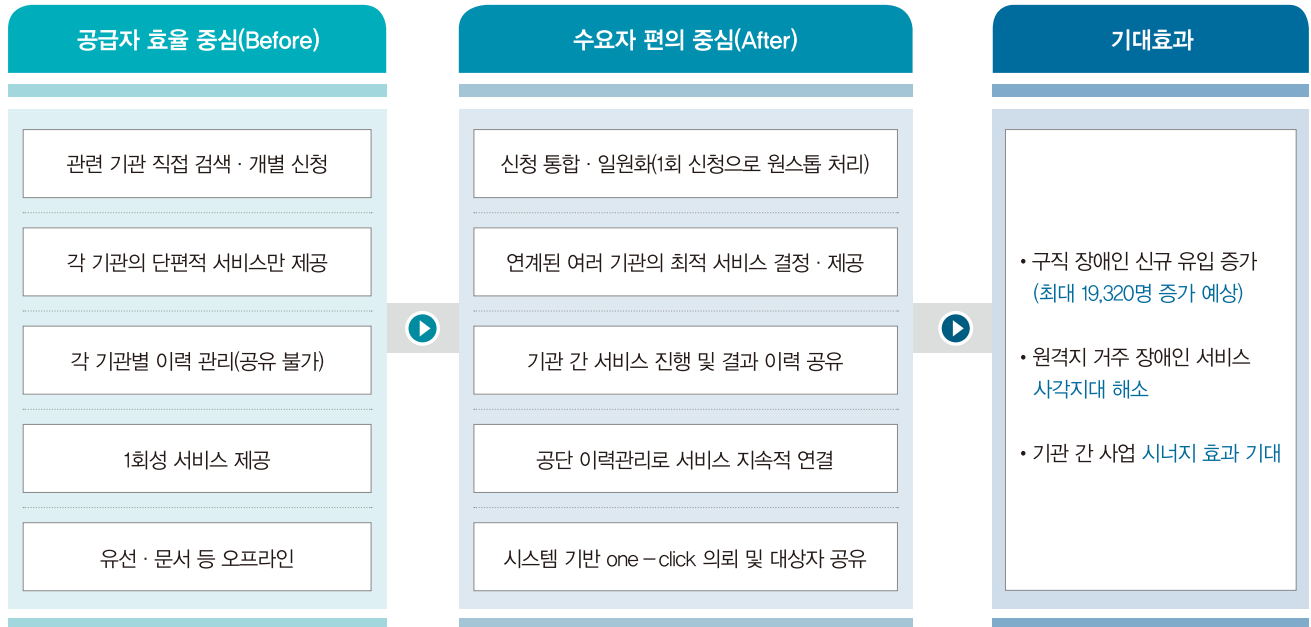 공급자 효율 중심(Before)
관련 기관 직접 검색 · 개별 신청
각 기관의 단편적 서비스만 제공
각 기관별 이력 관리(공유 불가)
1회성 서비스 제공
유선 · 문서 등 오프라인
수요자 편의 중심(After)
신청 통합 · 일원화(1회 신청으로 원스톱 처리)
연계된 여러 기관의 최적 서비스 결정 · 제공
기관 간 서비스 진행 및 결과 이력 공유
공단 이력관리로 서비스 지속적 연결
시스템 기반 one-click 의뢰 및 대상자 공유
기대효과
• 구직 장애인 신규 유입 증가
(최대 19,320명 증가 예상)
• 원격지 거주 장애인 서비스
사각지대 해소
• 기관 간 사업 시너지 효과 기대